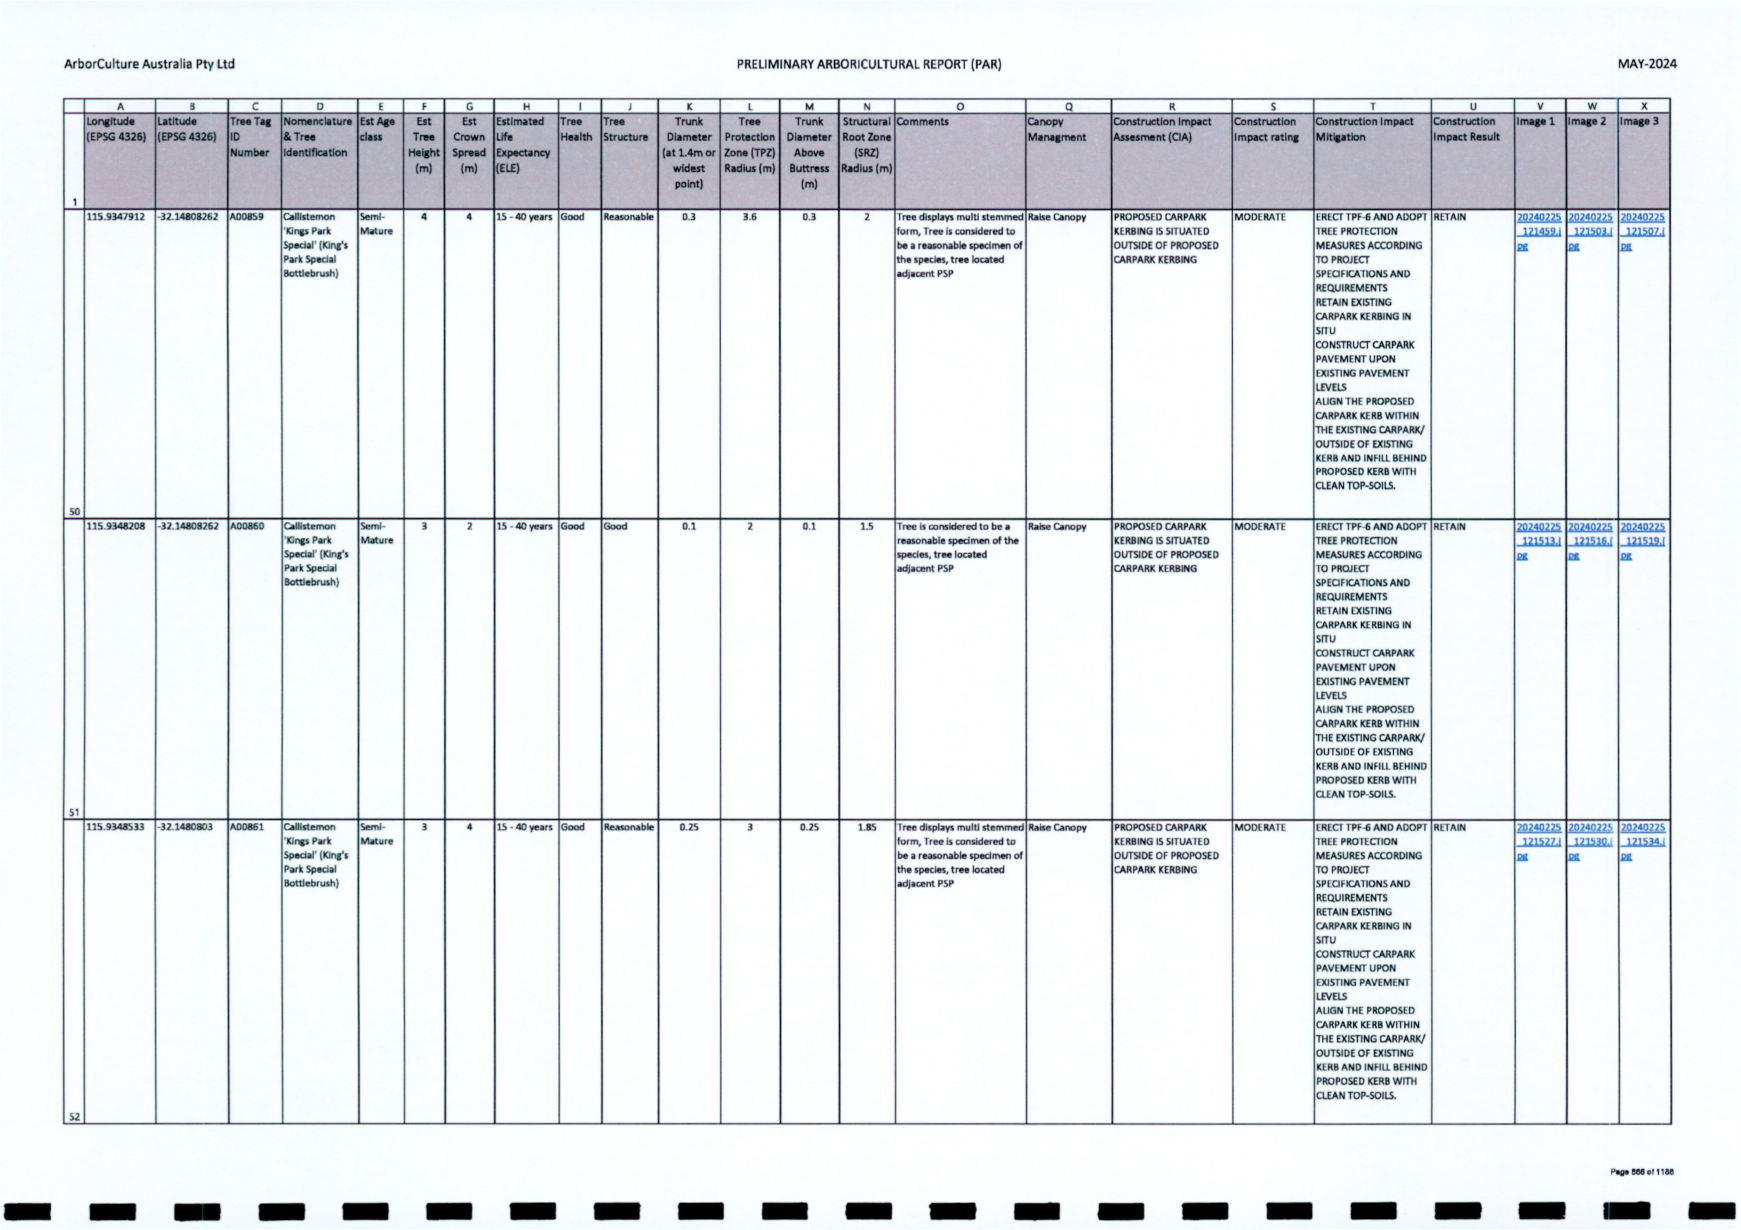 ArborCulture Australia Pty Ltd
PRELIMINARY ARBORICULTURAL REPORT (PAR)
MAY-2024
A B C D E F G H I J K L M N O Q R S T U V W X
1
Longitude (EPSG 4326)
Latitude (EPSG 4326)
Tree Tag ID Number
Nomenclature & Tree Identification
Est Age class
Est Tree Height (m)
Est Crown Spread (m)
Estimated Life Expectancy (ELE)
Tree Health
Tree Structure
Trunk Diameter (at 1.4m or widest point)
Tree Protection Zone (TPZ) Radius (m)
Trunk Diameter Above Buttress (m)
Structural Root Zone (SRZ) Radius (m)
Comments
Canopy Managment
Construction Impact Assesment (CIA)
Construction Impact rating
Construction Impact Mitigation
Construction Impact Result
Image 1
Image 2
Image 3
50
115.9347912
-32.14808262
A00859
Callistemon 'Kings Park Special' (King's Park Special Bottlebrush)
Semi-Mature
4
4
15 - 40 years
Good
Reasonable
0.3
3.6
0.3
2
Tree displays multi stemmed form, Tree is considered to be a reasonable specimen of the species, tree located adjacent PSP
Raise Canopy
PROPOSED CARPARK KERBING IS SITUATED OUTSIDE OF PROPOSED CARPARK KERBING
MODERATE
ERECT TPF-6 AND ADOPT TREE PROTECTION MEASURES ACCORDING TO PROJECT SPECIFICATIONS AND REQUIREMENTS
RETAIN EXISTING CARPARK KERBING IN SITU
CONSTRUCT CARPARK PAVEMENT UPON EXISTING PAVEMENT LEVELS
ALIGN THE PROPOSED CARPARK KERB WITHIN THE EXISTING CARPARK/ OUTSIDE OF EXISTING KERB AND INFILL BEHIND PROPOSED KERB WITH CLEAN TOP-SOILS.
RETAIN
20240225_121459.jpg
20240225_121503.jpg
20240225_121507.jpg
51
115.9348208
-32.14808262
A00860
Callistemon 'Kings Park Special' (King's Park Special Bottlebrush)
Semi-Mature
3
2
15 - 40 years
Good
Good
0.1
2
0.1
1.5
Tree is considered to be a reasonable specimen of the species, tree located adjacent PSP
Raise Canopy
PROPOSED CARPARK KERBING IS SITUATED OUTSIDE OF PROPOSED CARPARK KERBING
MODERATE
ERECT TPF-6 AND ADOPT TREE PROTECTION MEASURES ACCORDING TO PROJECT SPECIFICATIONS AND REQUIREMENTS
RETAIN EXISTING CARPARK KERBING IN SITU
CONSTRUCT CARPARK PAVEMENT UPON EXISTING PAVEMENT LEVELS
ALIGN THE PROPOSED CARPARK KERB WITHIN THE EXISTING CARPARK/ OUTSIDE OF EXISTING KERB AND INFILL BEHIND PROPOSED KERB WITH CLEAN TOP-SOILS.
RETAIN
20240225_121513.jpg
20240225_121516.jpg
20240225_121519.jpg
52
115.9348533
-32.1480803
A00861
Callistemon 'Kings Park Special' (King's Park Special Bottlebrush)
Semi-Mature
3
4
15 - 40 years
Good
Reasonable
0.25
3
0.25
1.85
Tree displays multi stemmed form, Tree is considered to be a reasonable specimen of the species, tree located adjacent PSP
Raise Canopy
PROPOSED CARPARK KERBING IS SITUATED OUTSIDE OF PROPOSED CARPARK KERBING
MODERATE
ERECT TPF-6 AND ADOPT TREE PROTECTION MEASURES ACCORDING TO PROJECT SPECIFICATIONS AND REQUIREMENTS
RETAIN EXISTING CARPARK KERBING IN SITU
CONSTRUCT CARPARK PAVEMENT UPON EXISTING PAVEMENT LEVELS
ALIGN THE PROPOSED CARPARK KERB WITHIN THE EXISTING CARPARK/ OUTSIDE OF EXISTING KERB AND INFILL BEHIND PROPOSED KERB WITH CLEAN TOP-SOILS.
RETAIN
20240225_121527.jpg
20240225_121530.jpg
20240225_121534.jpg
Page 866 of 1186